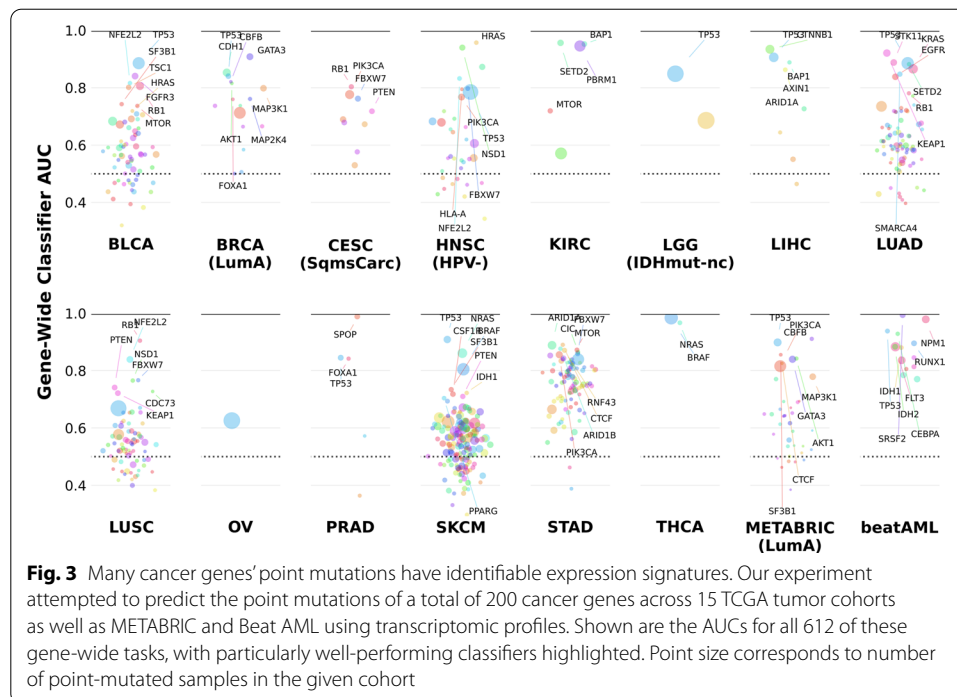 Gene-Wide Classifier AUC
1.0
0.8
0.6
0.4
NFE2L2 TP53
SF3B1
TSC1
HRAS
FGFR3
RB1
MTOR
BLCA
TP53 CBFB
CDH1 GATA3
MAP3K1
AKT1 MAP2K4
FOXA1
BRCA
(LumA)
RB1 PIK3CA
FBXW7
PTEN
CESC
(SqmsCarc)
HRAS
PIK3CA
TP53
NSD1
FBXW7
HLA-A
NFE2L2
HNSC
(HPV-)
BAP1
SETD2
PBRM1
MTOR
KIRC
TP53
LGG
(IDHmut-nc)
TP53 CTNNB1
BAP1
AXIN1
ARID1A
LIHC
TP53 STK11 KRAS
EGFR
SETD2
RB1
KEAP1
SMARCA4
LUAD
1.0
0.8
0.6
0.4
NFE2L2
RB1
PTEN
NSD1
FBXW7
CDC73
KEAP1
LUSC
OV
SPOP
FOXA1
TP53
PRAD
TP53 NRAS
CSF1R BRAF
SF3B1
PTEN
IDH1
PPARG
SKCM
ARID1A FBXW7
CIC MTOR
RNF43
CTCF
ARID1B
PIK3CA
STAD
NRAS
BRAF
THCA
TP53
PIK3CA
CBFB
MAP3K1
GATA3
AKT1
CTCF
SF3B1
METABRIC
(LumA)
NPM1
RUNX1
IDH1 FLT3
TP53
IDH2
SRSF2 CEBPA
beatAML
Fig. 3 Many cancer genes’ point mutations have identifiable expression signatures. Our experiment
attempted to predict the point mutations of a total of 200 cancer genes across 15 TCGA tumor cohorts
as well as METABRIC and Beat AML using transcriptomic profiles. Shown are the AUCs for all 612 of these
gene-wide tasks, with particularly well-performing classifiers highlighted. Point size corresponds to number
of point-mutated samples in the given cohort